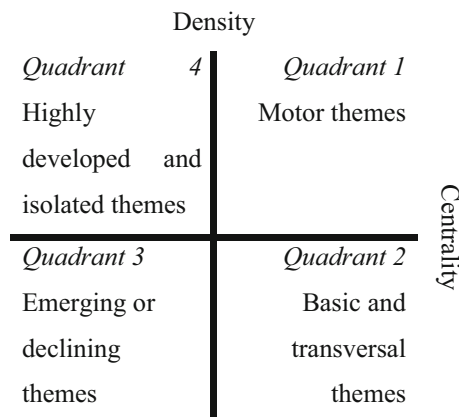 Density
Quadrant 4
Highly
developed and
isolated themes
Quadrant 1
Motor themes
Centrality
Quadrant 3
Emerging or
declining
themes
Quadrant 2
Basic and
transversal
themes